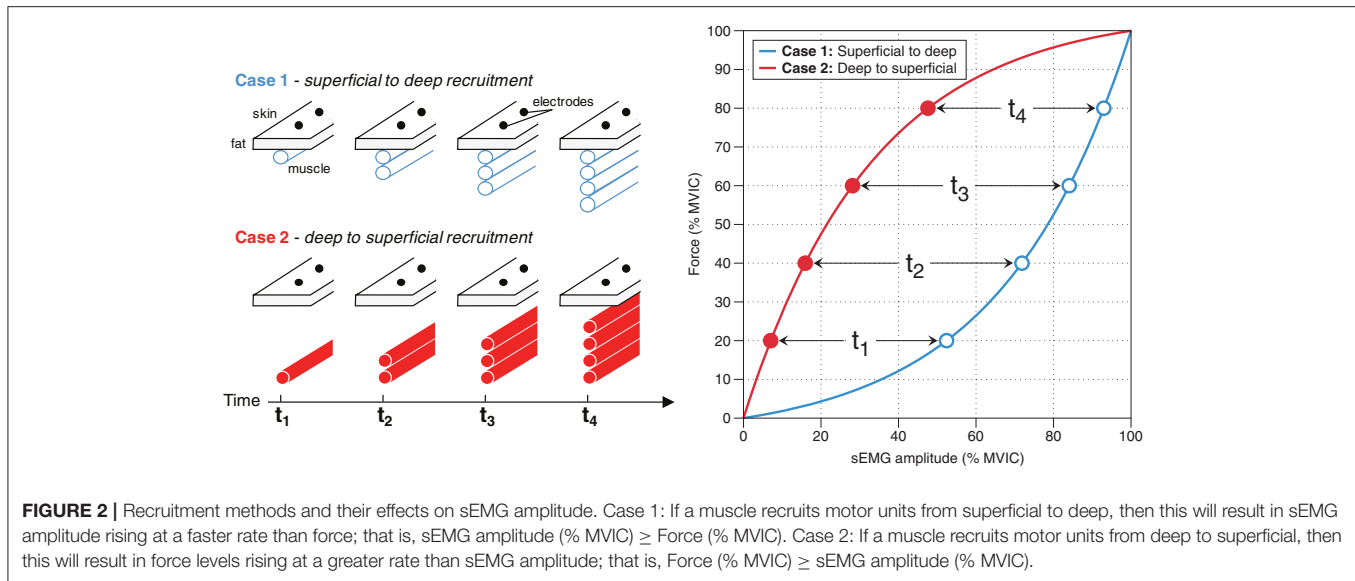 Case 1 - superficial to deep recruitment
skin
electrodes
fat
muscle
Case 2 - deep to superficial recruitment
Time
t1 t2 t3 t4
Case 1: Superficial to deep
Case 2: Deep to superficial
100
90
80
70
60
50
40
30
20
10
0
Force (% MVIC)
t4
t3
t2
t1
0 20 40 60 80 100
sEMG amplitude (% MVIC)
FIGURE 2 | Recruitment methods and their effects on sEMG amplitude. Case 1: If a muscle recruits motor units from superficial to deep, then this will result in sEMG
amplitude rising at a faster rate than force; that is, sEMG amplitude (% MVIC) ≥ Force (% MVIC). Case 2: If a muscle recruits motor units from deep to superficial, then
this will result in force levels rising at a greater rate than sEMG amplitude; that is, Force (% MVIC) ≥ sEMG amplitude (% MVIC).